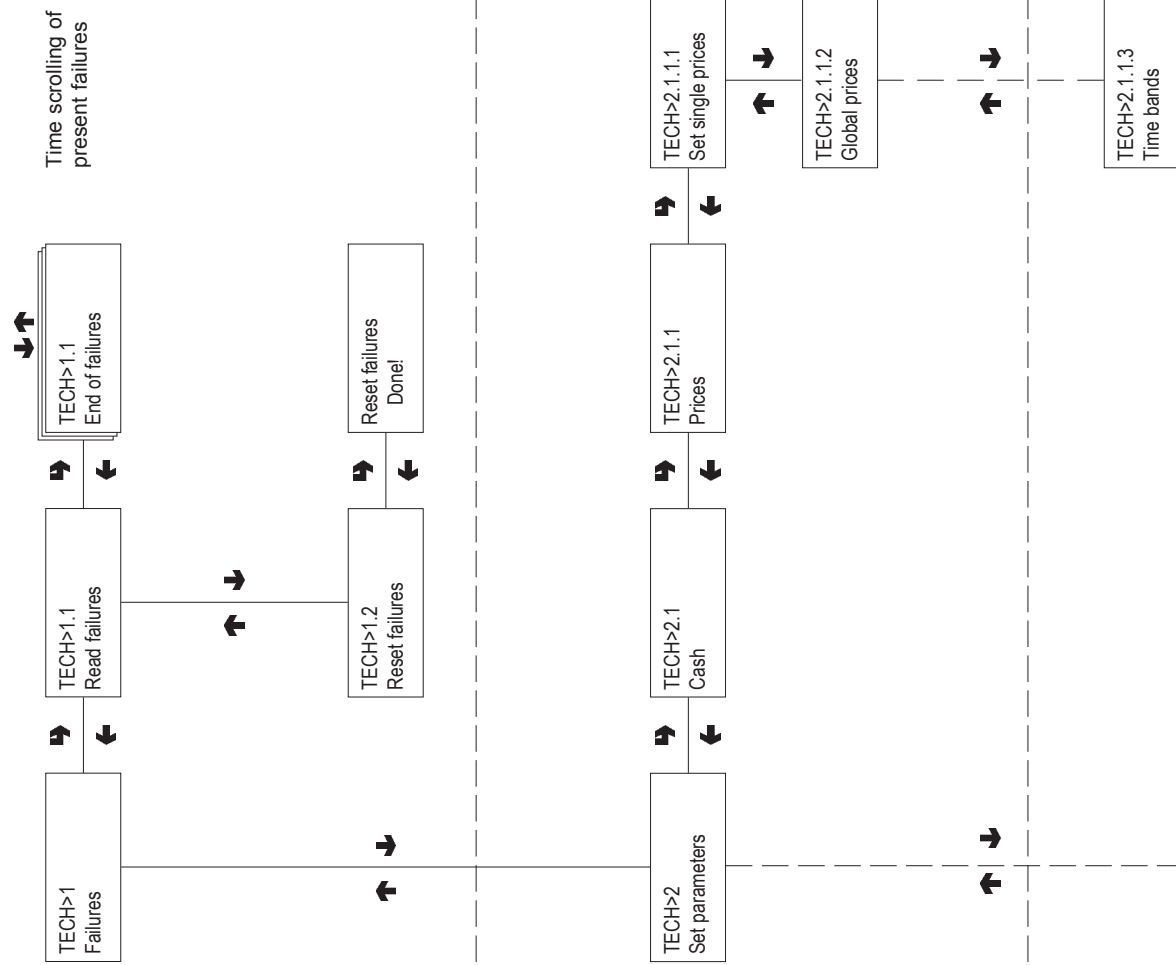 TECH>1
Failures
TECH>1.1
Read failures
TECH>1.1
End of failures
Time scrolling of
present failures
TECH>1.2
Reset failures
Reset failures
Done!
TECH>2
Set parameters
TECH>2.1
Cash
TECH>2.1.1
Prices
TECH>2.1.1.1
Set single prices
TECH>2.1.1.2
Global prices
TECH>2.1.1.3
Time bands